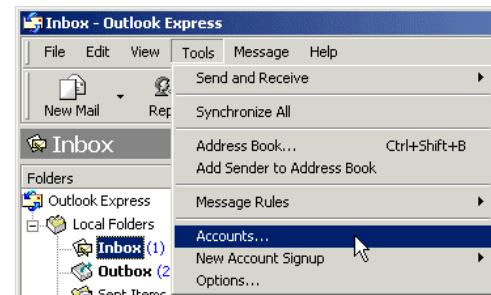 Inbox - Outlook Express
File Edit View Tools Message Help
Send and Receive
New Mail
Synchronize All
Inbox
Address Book... Ctrl+Shift+B
Add Sender to Address Book
Folders
Outlook Express
Message Rules
Local Folders
Accounts...
Inbox (1)
New Account Signup
Outbox (2
Options...
Sent Items